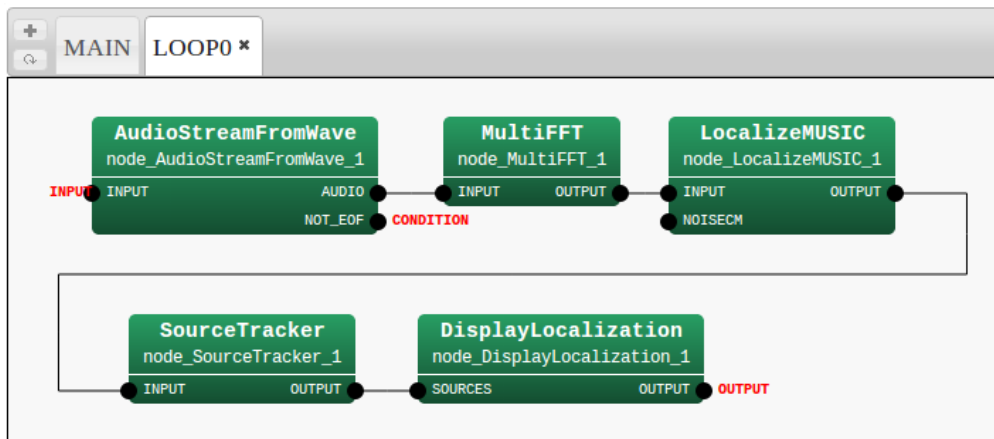 MAIN
LOOP0 ✖
AudioStreamFromWave
node_AudioStreamFromWave_1
INPUT INPUT AUDIO
NOT_EOF CONDITION
MultiFFT
node_MultiFFT_1
INPUT OUTPUT
LocalizeMUSIC
node_LocalizeMUSIC_1
INPUT OUTPUT
NOISECM
SourceTracker
node_SourceTracker_1
INPUT OUTPUT
DisplayLocalization
node_DisplayLocalization_1
SOURCES OUTPUT OUTPUT